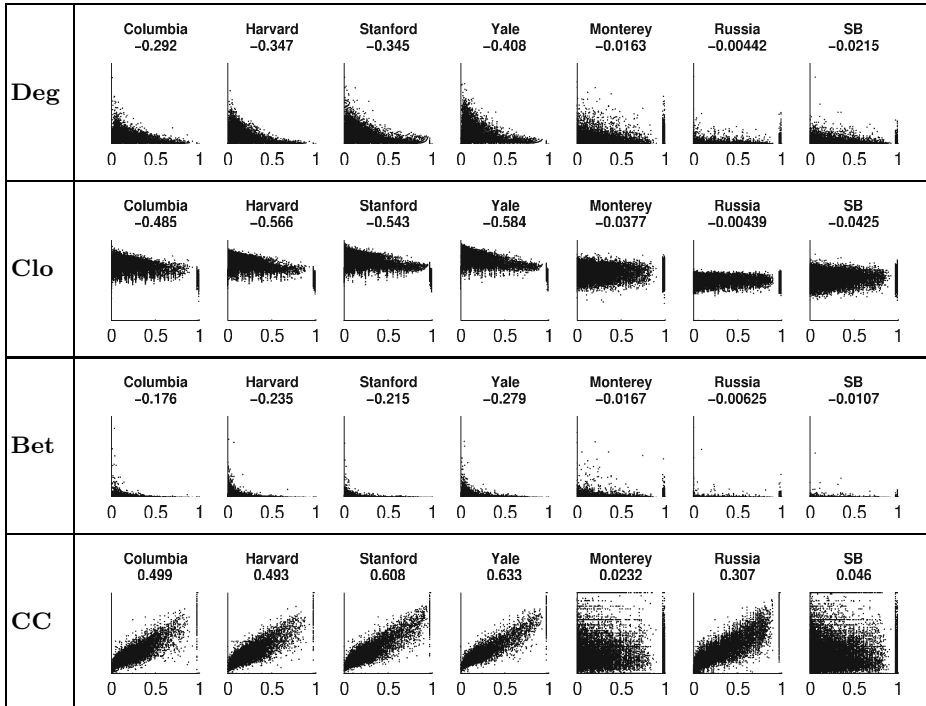 Columbia Harvard Stanford Yale Monterey Russia SB
−0.292 −0.347 −0.345 −0.408 −0.0163 −0.00442 −0.0215
Deg
0 0.5 1 0 0.5 1 0 0.5 1 0 0.5 1 0 0.5 1 0 0.5 1 0 0.5 1
Columbia Harvard Stanford Yale Monterey Russia SB
−0.485 −0.566 −0.543 −0.584 −0.0377 −0.00439 −0.0425
Clo
0 0.5 1 0 0.5 1 0 0.5 1 0 0.5 1 0 0.5 1 0 0.5 1 0 0.5 1
Columbia Harvard Stanford Yale Monterey Russia SB
−0.176 −0.235 −0.215 −0.279 −0.0167 −0.00625 −0.0107
Bet
0 0.5 1 0 0.5 1 0 0.5 1 0 0.5 1 0 0.5 1 0 0.5 1 0 0.5 1
Columbia Harvard Stanford Yale Monterey Russia SB
0.499 0.493 0.608 0.633 0.0232 0.307 0.046
CC
0 0.5 1 0 0.5 1 0 0.5 1 0 0.5 1 0 0.5 1 0 0.5 1 0 0.5 1